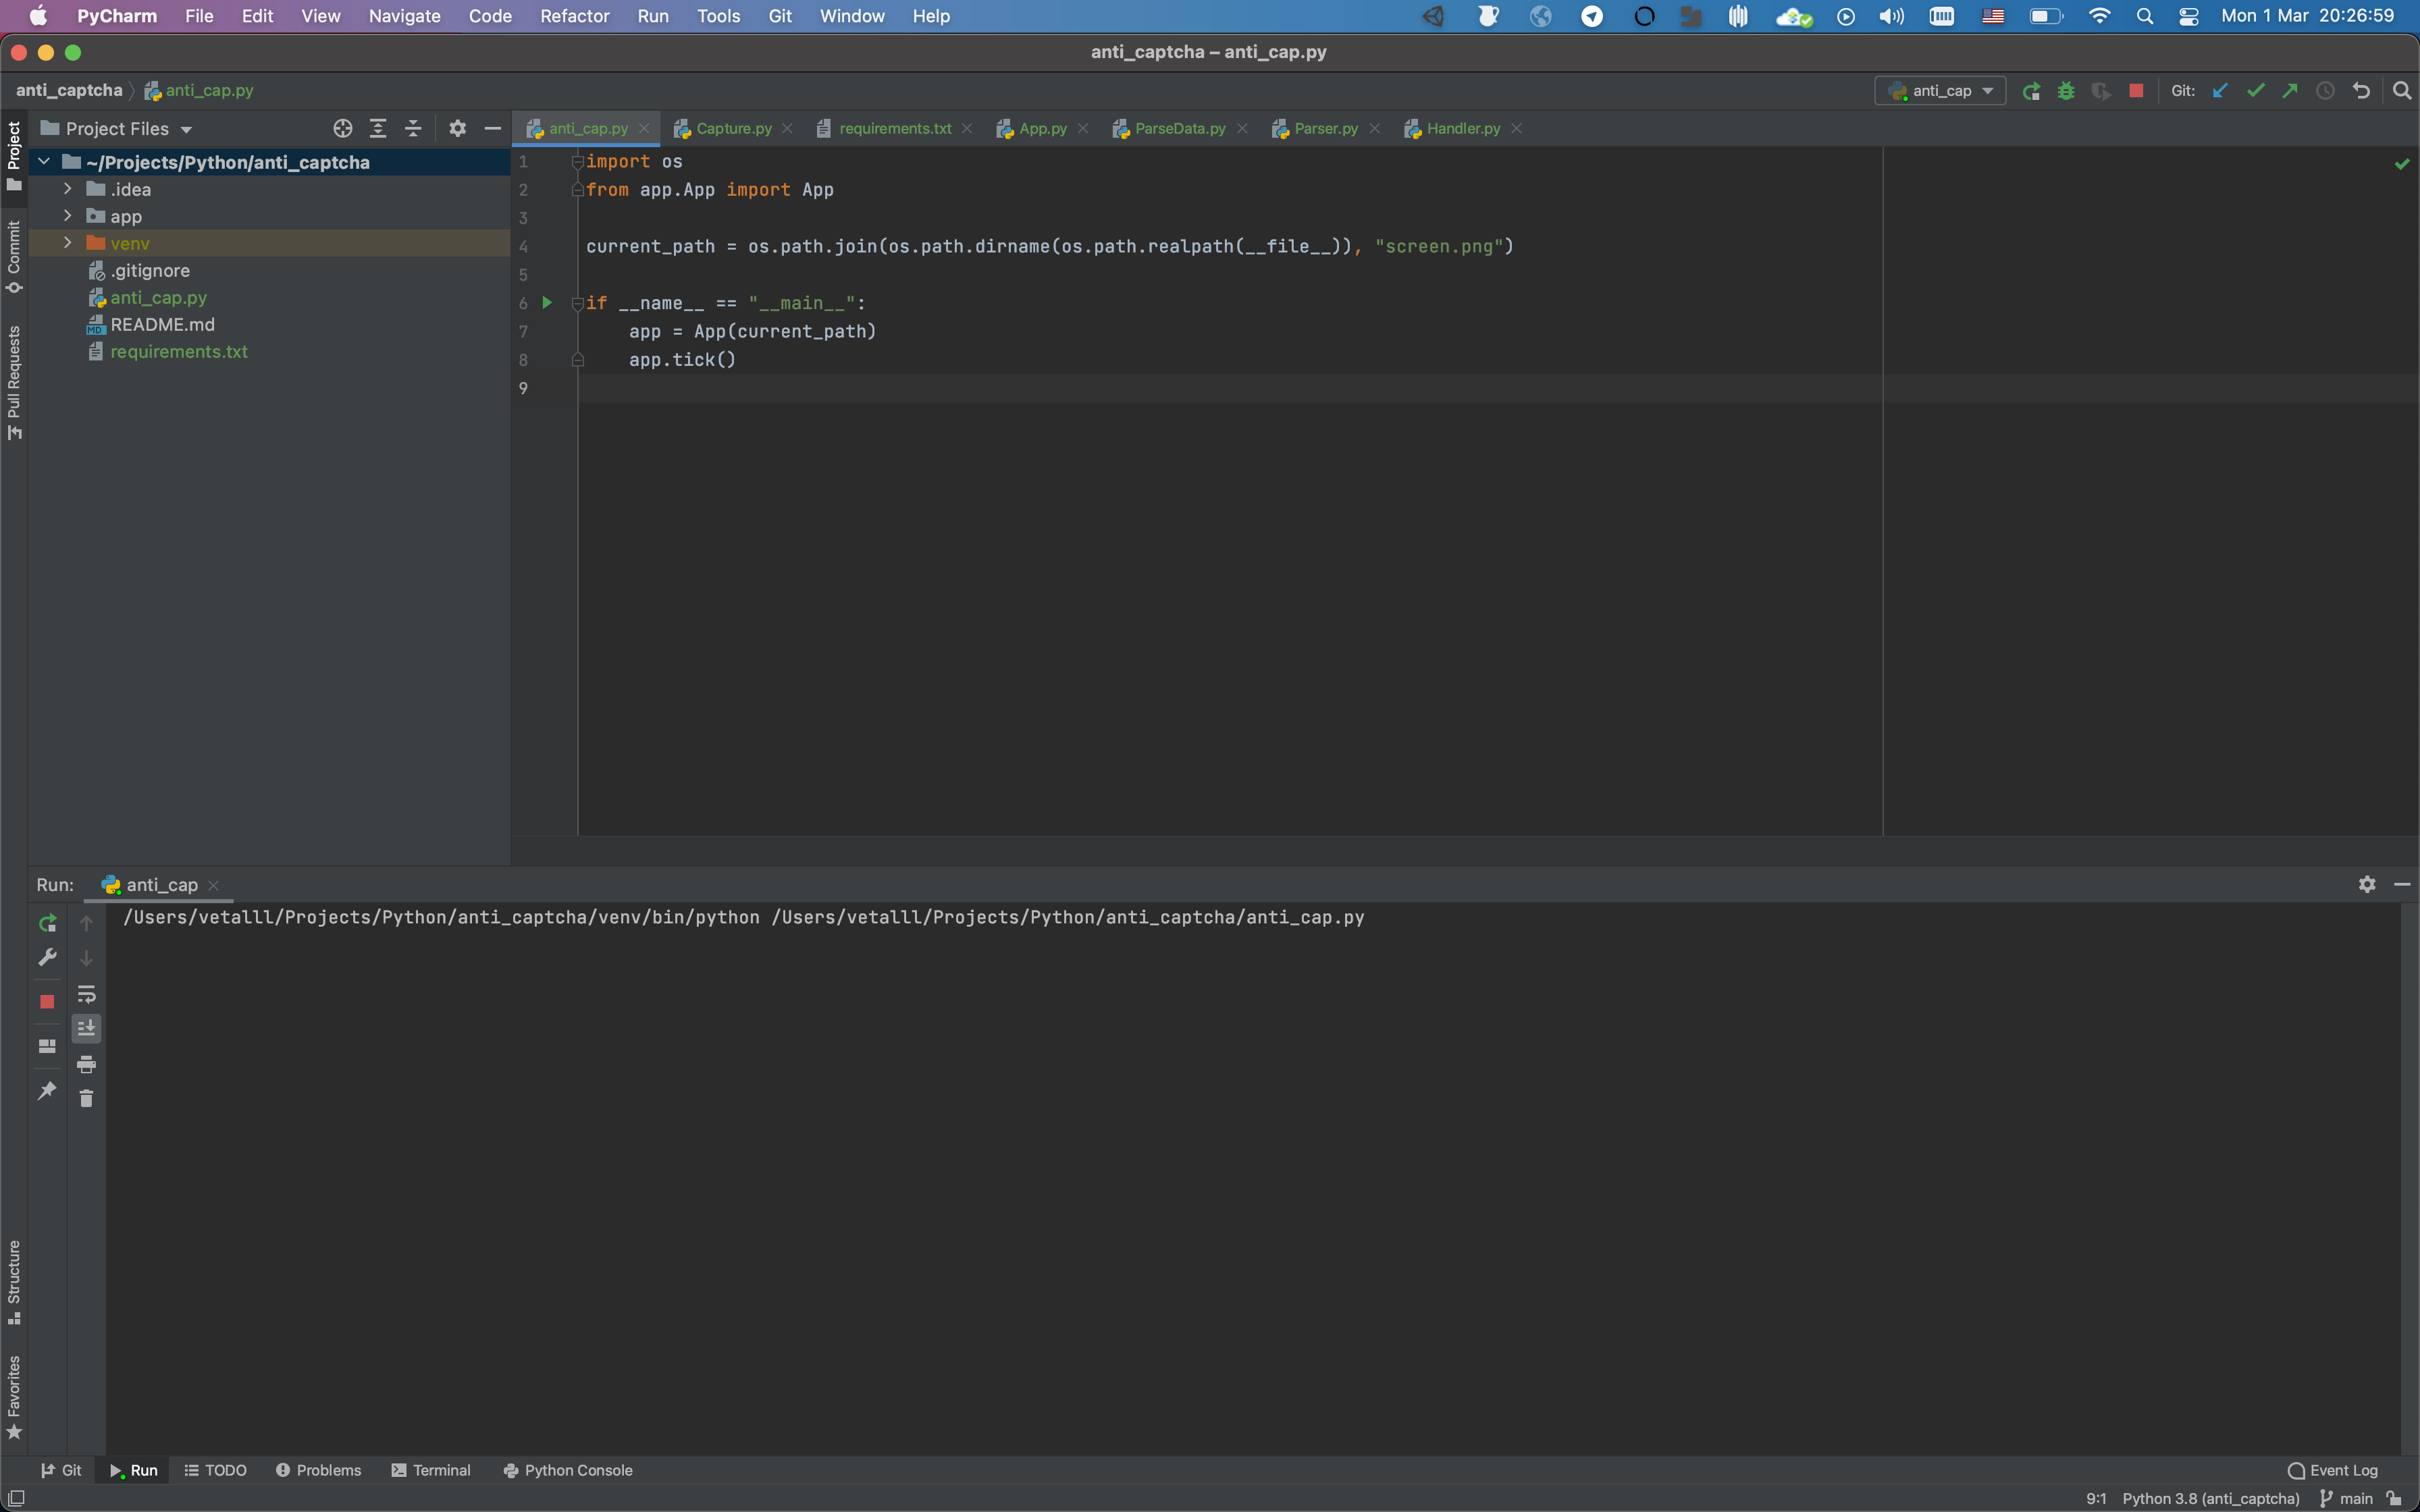 PyCharm File Edit View Navigate Code Refactor Run Tools Git Window Help Mon 1 Mar 20:26:59
anti_captcha – anti_cap.py
anti_captcha anti_cap.py anti_cap Git:
Project Files anti_cap.py Capture.py requirements.txt App.py ParseData.py Parser.py Handler.py
Project
Commit
Pull Requests
~/Projects/Python/anti_captcha
.idea
app
venv
.gitignore
anti_cap.py
README.md
requirements.txt
1 import os
2 from app.App import App
3
4 current_path = os.path.join(os.path.dirname(os.path.realpath(__file__)), "screen.png")
5
6 if __name__ == "__main__":
7 app = App(current_path)
8 app.tick()
9
Run: anti_cap
/Users/vetalll/Projects/Python/anti_captcha/venv/bin/python /Users/vetalll/Projects/Python/anti_captcha/anti_cap.py
Structure
Favorites
Git Run TODO Problems Terminal Python Console Event Log
9:1 Python 3.8 (anti_captcha) main